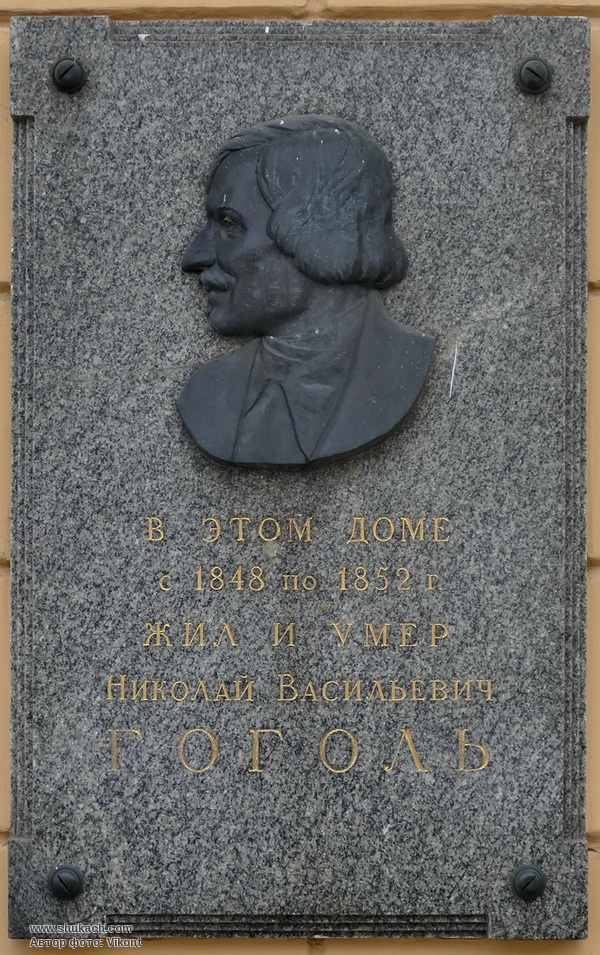 В ЭТОМ ДОМЕ
с 1848 по 1852 г.
ЖИЛ И УМЕР
Николай Васильевич
ГОГОЛЬ
www.shukach.com
Автор фото: Vikont